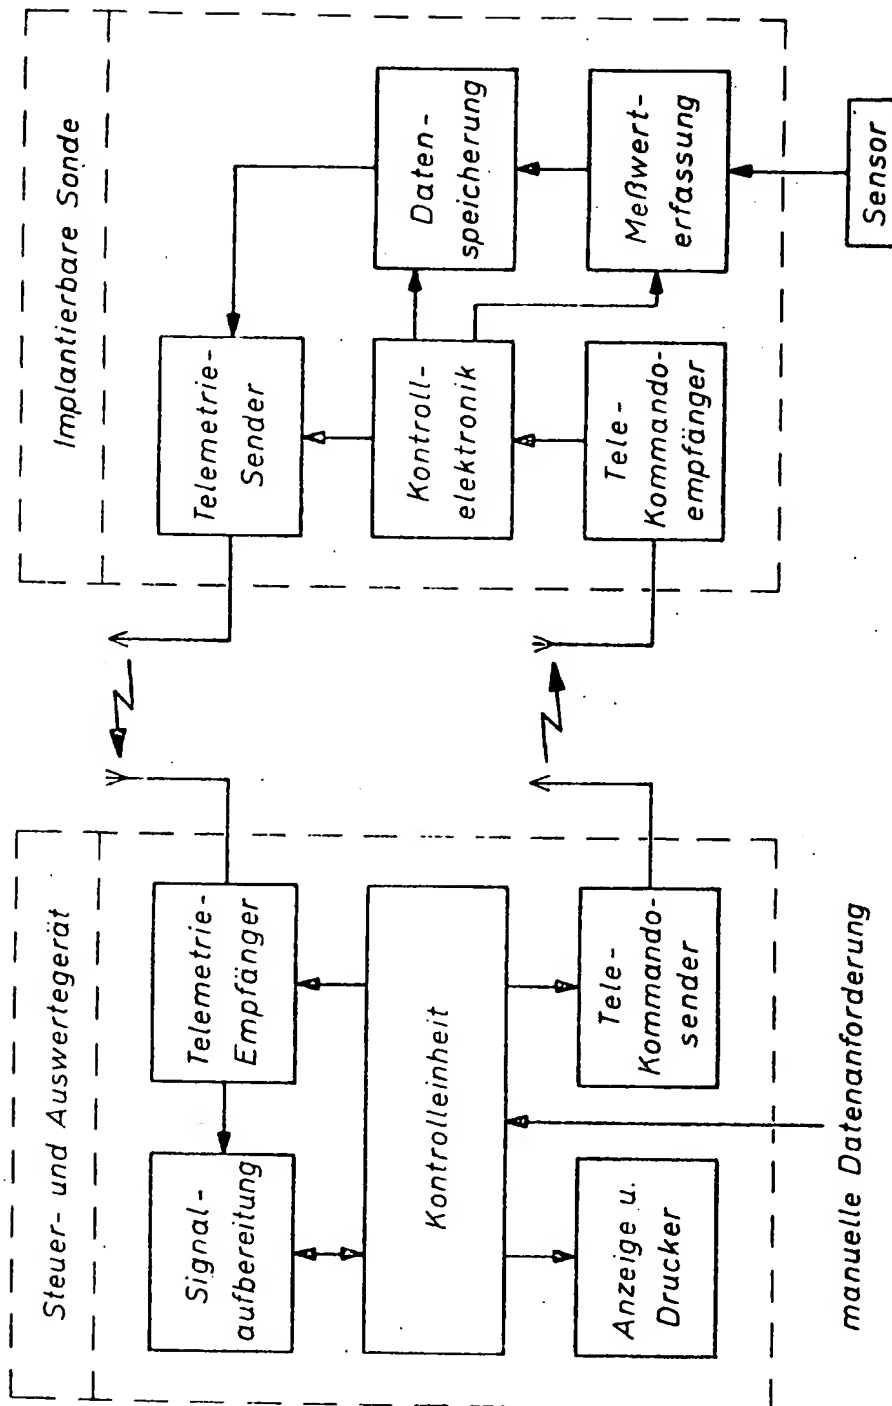 Steuer- und Auswertegerät
Signal-
aufbereitung
Telemetrie-
Empfänger
Kontrolleinheit
Anzeige u.
Drucker
Tele-
Kommando-
sender
manuelle Datenanforderung
Implantierbare Sonde
Telemetrie-
Sender
Kontroll-
elektronik
Daten-
speicherung
Tele-
Kommando-
empfänger
Meßwert-
erfassung
Sensor